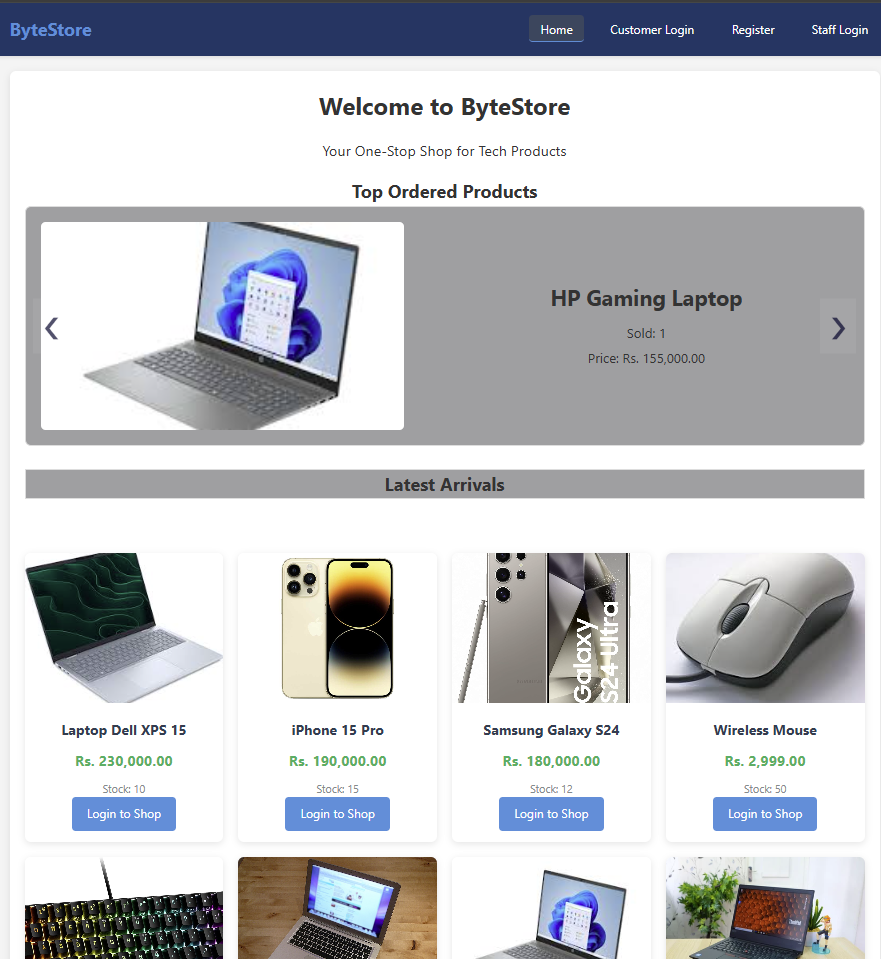 ByteStore
Home
Customer Login
Register
Staff Login
Welcome to ByteStore
Your One-Stop Shop for Tech Products
Top Ordered Products
HP Gaming Laptop
Sold: 1
Price: Rs. 155,000.00
Latest Arrivals
Galaxy
S24 Ultra
Laptop Dell XPS 15
Rs. 230,000.00
Stock: 10
Login to Shop
iPhone 15 Pro
Rs. 190,000.00
Stock: 15
Login to Shop
Samsung Galaxy S24
Rs. 180,000.00
Stock: 12
Login to Shop
Wireless Mouse
Rs. 2,999.00
Stock: 50
Login to Shop